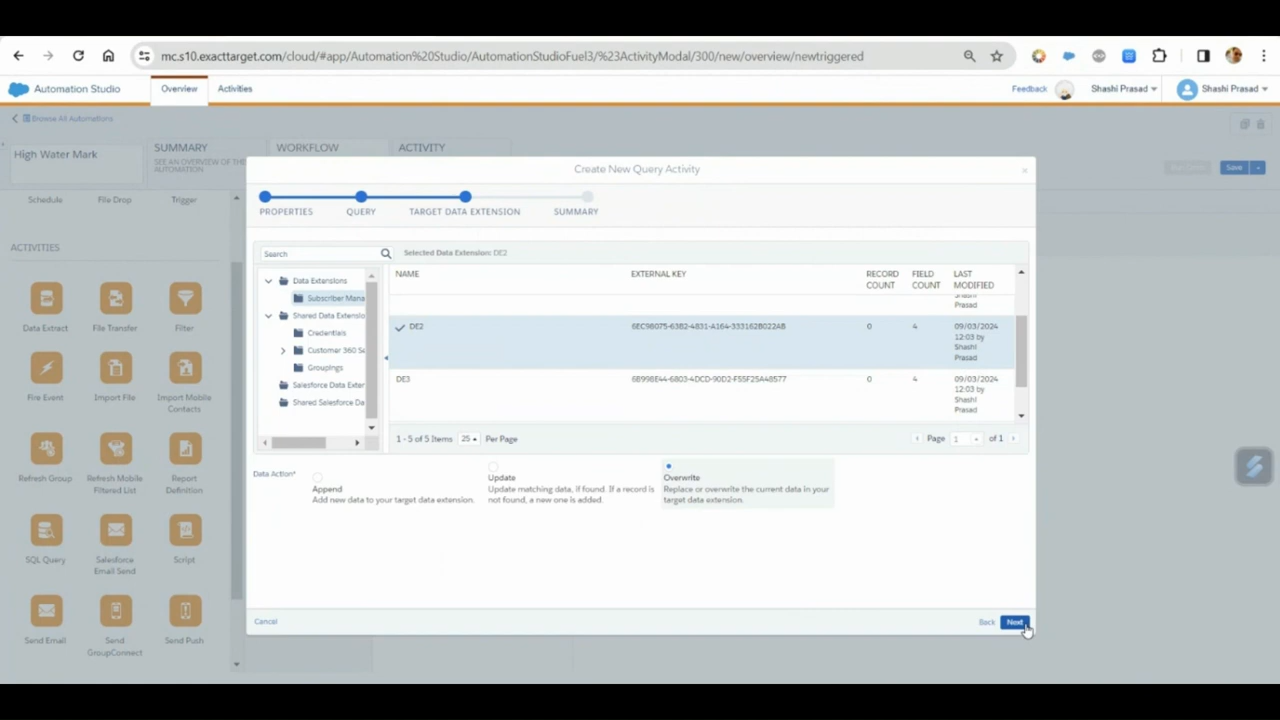 mc.s10.exacttarget.com/cloud/#app/Automation%20Studio/AutomationStudioFuel3/%23ActivityModal/300/new/overview/newtriggered
Automation Studio
Overview
Activities
Feedback
Shashi Prasad
Shashi Prasad
Browse All Automations
High Water Mark
SUMMARY
SEE AN OVERVIEW OF THE
AUTOMATION
WORKFLOW
ACTIVITY
Save
Schedule
File Drop
Trigger
ACTIVITIES
Data Extract
File Transfer
Filter
Fire Event
Import File
Import Mobile
Contacts
Refresh Group
Refresh Mobile
Filtered List
Report
Definition
SQL Query
Salesforce
Email Send
Script
Send Email
Send
GroupConnect
Send Push
Create New Query Activity
PROPERTIES
QUERY
TARGET DATA EXTENSION
SUMMARY
Search
Selected Data Extension: DE2
Data Extensions
Subscriber Mana
Shared Data Extensio
Credentials
Customer 360 Se
Groupings
Salesforce Data Exter
Shared Salesforce Da
NAME
EXTERNAL KEY
RECORD
COUNT
FIELD
COUNT
LAST
MODIFIED
Shashi
Prasad
DE2
6EC98075-6382-4831-A164-333162B022AB
0
4
09/03/2024
12:03 by
Shashi
Prasad
DE3
6B998E44-6803-4DCD-90D2-F55F25A48577
0
4
09/03/2024
12:03 by
Shashi
Prasad
1 - 5 of 5 Items
25
Per Page
Page
1
of 1
Data Action*
Append
Add new data to your target data extension.
Update
Update matching data, if found. If a record is
not found, a new one is added.
Overwrite
Replace or overwrite the current data in your
target data extension.
Cancel
Back
Next